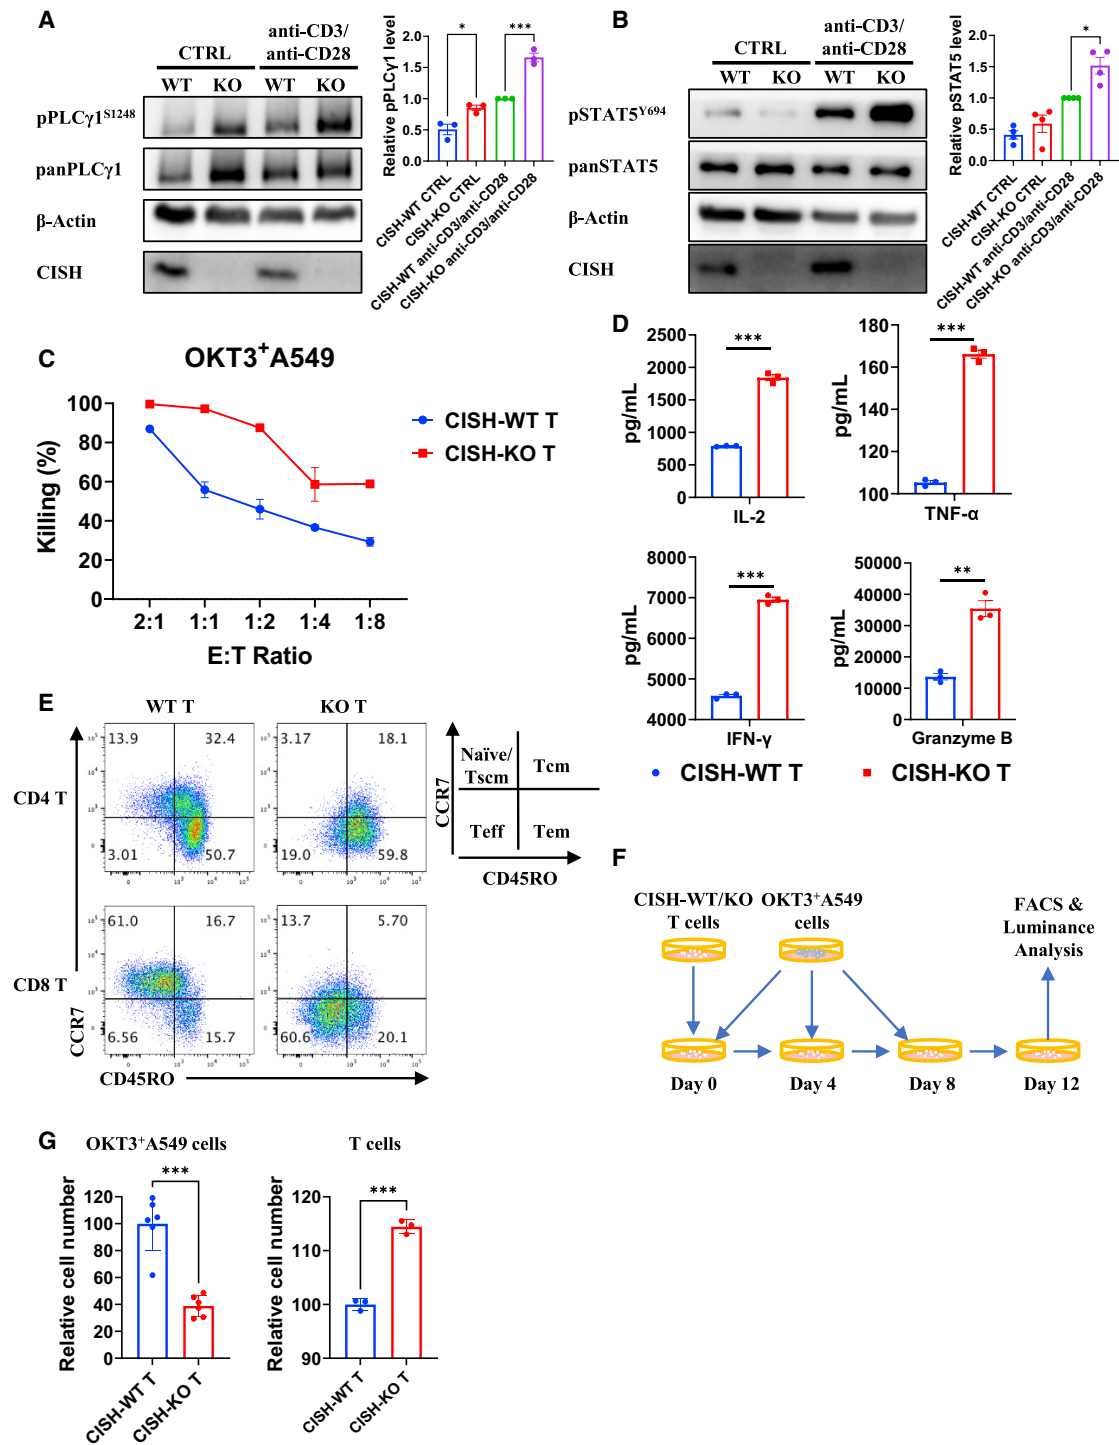 A
CTRL
anti-CD3/
anti-CD28
WT KO WT KO
pPLCγ1S1248
panPLCγ1
β-Actin
CISH
Relative pPLCγ1 level
2.0
1.5
1.0
0.5
0.0
* ***
CISH-WT CTRL
CISH-KO CTRL
CISH-WT anti-CD3/anti-CD28
CISH-KO anti-CD3/anti-CD28
B
CTRL
anti-CD3/
anti-CD28
WT KO WT KO
pSTAT5Y694
panSTAT5
β-Actin
CISH
Relative pSTAT5 level
2.0
1.5
1.0
0.5
0.0
*
CISH-WT CTRL
CISH-KO CTRL
CISH-WT anti-CD3/anti-CD28
CISH-KO anti-CD3/anti-CD28
C
OKT3+A549
Killing (%)
100
80
60
40
20
0
2:1 1:1 1:2 1:4 1:8
E:T Ratio
CISH-WT T
CISH-KO T
D
pg/mL
2500
2000
1500
1000
500
0
***
IL-2
pg/mL
180
160
140
120
100
***
TNF-α
pg/mL
8000
7000
6000
5000
4000
***
IFN-γ
pg/mL
50000
40000
30000
20000
10000
0
**
Granzyme B
CISH-WT T CISH-KO T
E
WT T KO T
CD4 T
13.9 32.4
3.01 50.7
3.17 18.1
19.0 59.8
CD8 T
61.0 16.7
6.56 15.7
13.7 5.70
60.6 20.1
CCR7
CD45RO
CCR7
Naïve/
Tscm
Tcm
Teff Tem
CD45RO
F
CISH-WT/KO
T cells
OKT3+A549
cells
FACS &
Luminance
Analysis
Day 0 Day 4 Day 8 Day 12
G
OKT3+A549 cells
Relative cell number
120
100
80
60
40
20
0
***
CISH-WT T
CISH-KO T
T cells
Relative cell number
120
110
100
90
***
CISH-WT T
CISH-KO T